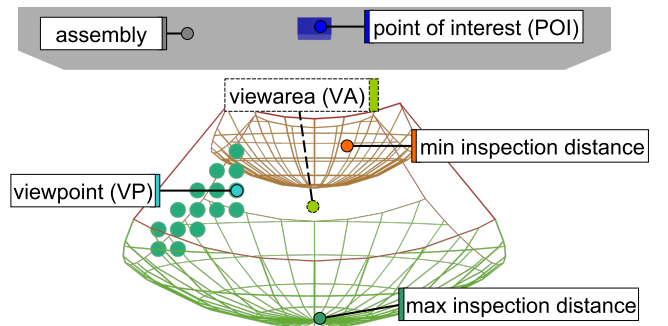 assembly
point of interest (POI)
viewarea (VA)
min inspection distance
viewpoint (VP)
max inspection distance